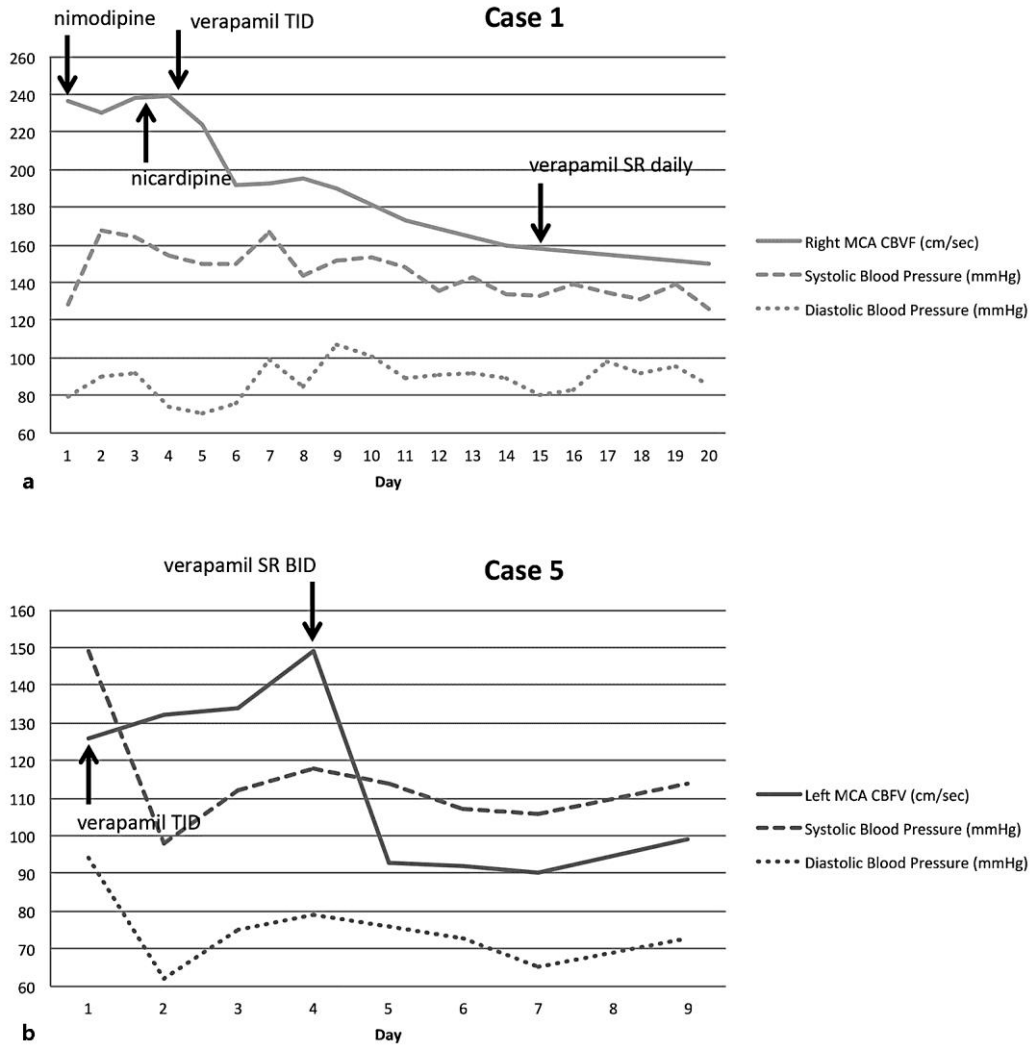 Case 1
nimodipine
verapamil TID
nicardipine
verapamil SR daily
260
240
220
200
180
160
140
120
100
80
60
1 2 3 4 5 6 7 8 9 10 11 12 13 14 15 16 17 18 19 20
Day
Right MCA CBVF (cm/sec)
Systolic Blood Pressure (mmHg)
Diastolic Blood Pressure (mmHg)
a
Case 5
verapamil SR BID
verapamil TID
160
150
140
130
120
110
100
90
80
70
60
1 2 3 4 5 6 7 8 9
Day
Left MCA CBFV (cm/sec)
Systolic Blood Pressure (mmHg)
Diastolic Blood Pressure (mmHg)
b